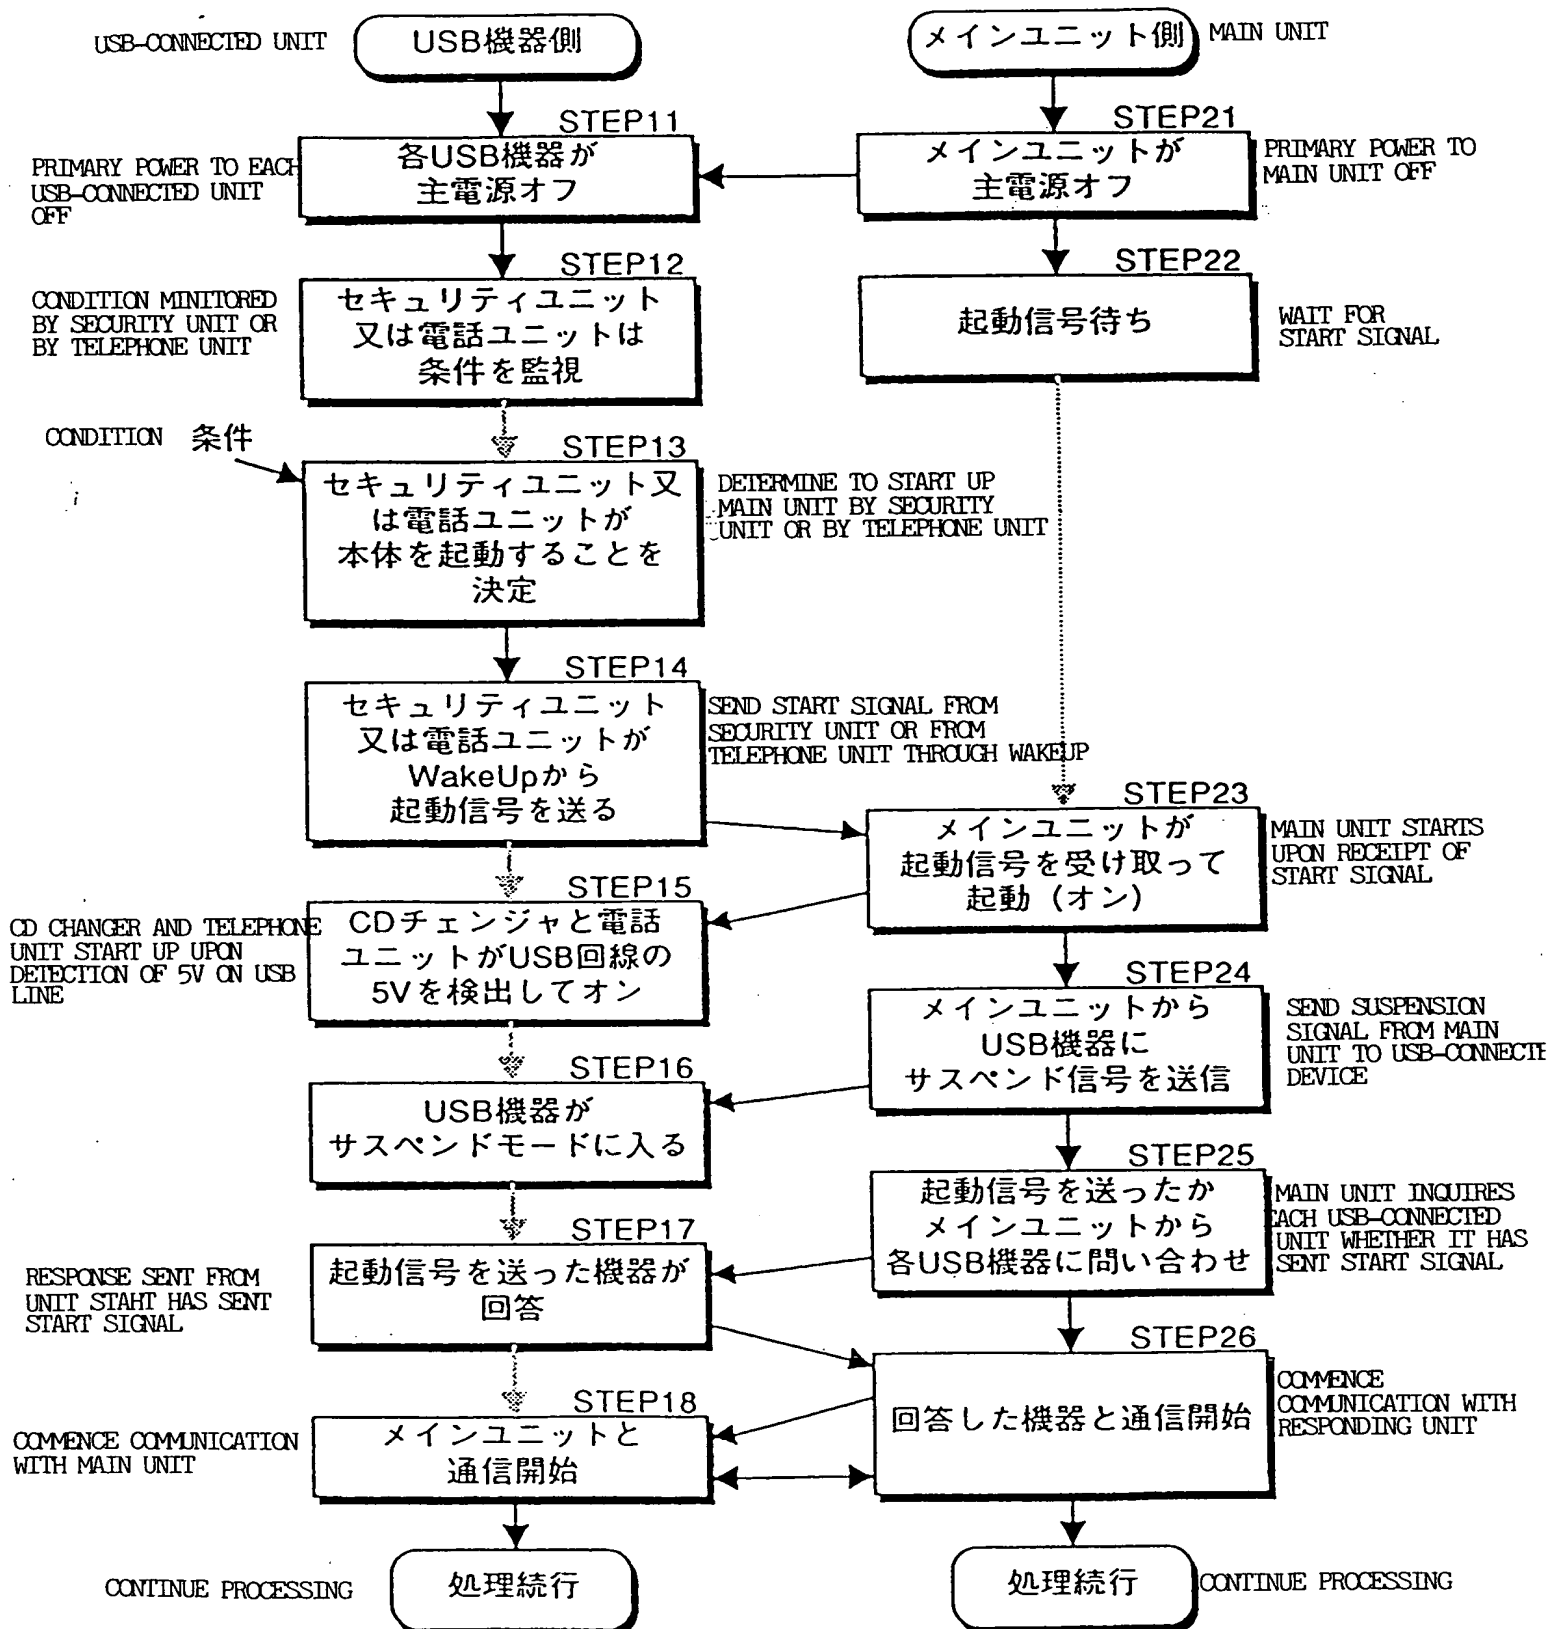 USB-CONNECTED UNIT
USB機器側
メインユニット側
MAIN UNIT
STEP11
STEP21
PRIMARY POWER TO EACH
USB-CONNECTED UNIT
OFF
各USB機器が
主電源オフ
メインユニットが
主電源オフ
PRIMARY POWER TO
MAIN UNIT OFF
STEP12
STEP22
CONDITION MINITORED
BY SECURITY UNIT OR
BY TELEPHONE UNIT
セキュリティユニット
又は電話ユニットは
条件を監視
起動信号待ち
WAIT FOR
START SIGNAL
CONDITION 条件
STEP13
セキュリティユニット又
は電話ユニットが
本体を起動することを
決定
DETERMINE TO START UP
MAIN UNIT BY SECURITY
UNIT OR BY TELEPHONE UNIT
STEP14
セキュリティユニット
又は電話ユニットが
WakeUpから
起動信号を送る
SEND START SIGNAL FROM
SECURITY UNIT OR FROM
TELEPHONE UNIT THROUGH WAKEUP
STEP23
メインユニットが
起動信号を受け取って
起動（オン）
MAIN UNIT STARTS
UPON RECEIPT OF
START SIGNAL
STEP15
CD CHANGER AND TELEPHONE
UNIT START UP UPON
DETECTION OF 5V ON USB
LINE
CDチェンジャと電話
ユニットがUSB回線の
5Vを検出してオン
STEP24
メインユニットから
USB機器に
サスペンド信号を送信
SEND SUSPENSION
SIGNAL FROM MAIN
UNIT TO USB-CONNECTE
DEVICE
STEP16
USB機器が
サスペンドモードに入る
STEP25
起動信号を送ったか
メインユニットから
各USB機器に問い合わせ
MAIN UNIT INQUIRES
EACH USB-CONNECTED
UNIT WHETHER IT HAS
SENT START SIGNAL
STEP17
RESPONSE SENT FROM
UNIT STAHT HAS SENT
START SIGNAL
起動信号を送った機器が
回答
STEP26
回答した機器と通信開始
COMMENCE
COMMUNICATION WITH
RESPONDING UNIT
STEP18
COMMENCE COMMUNICATION
WITH MAIN UNIT
メインユニットと
通信開始
CONTINUE PROCESSING
処理続行
処理続行
CONTINUE PROCESSING